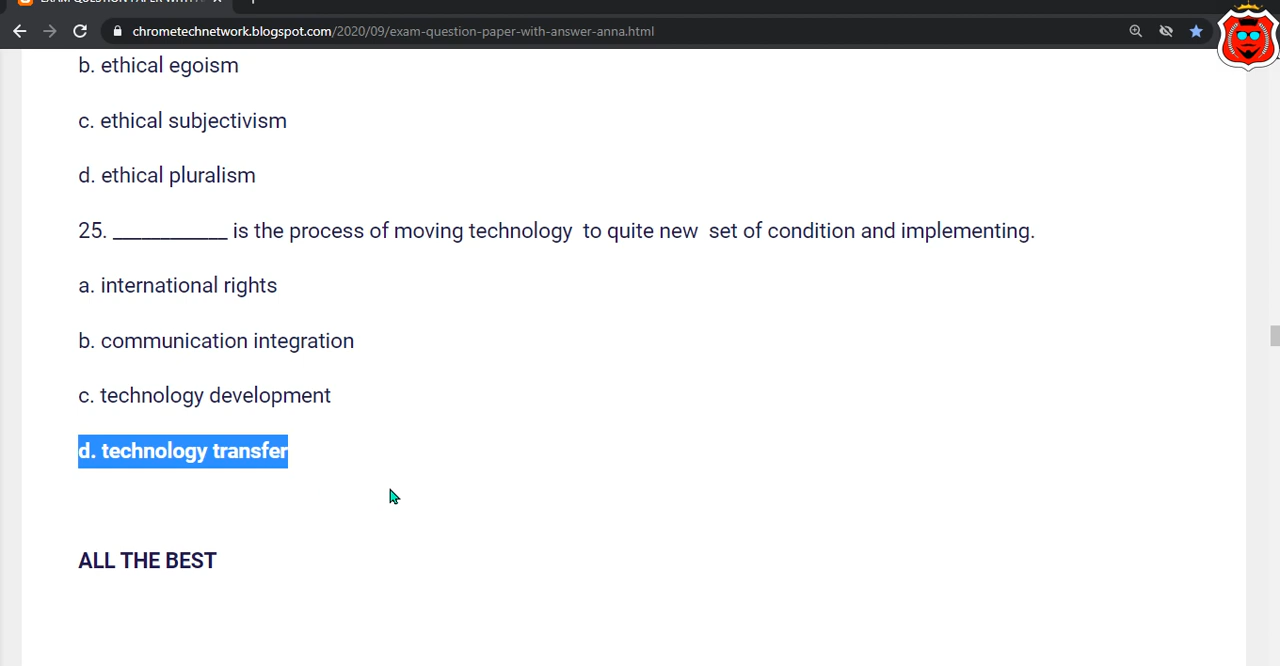 chrometechnetwork.blogspot.com/2020/09/exam-question-paper-with-answer-anna.html
b. ethical egoism
c. ethical subjectivism
d. ethical pluralism
25. ___________ is the process of moving technology  to quite new  set of condition and implementing.
a. international rights
b. communication integration
c. technology development
d. technology transfer
ALL THE BEST